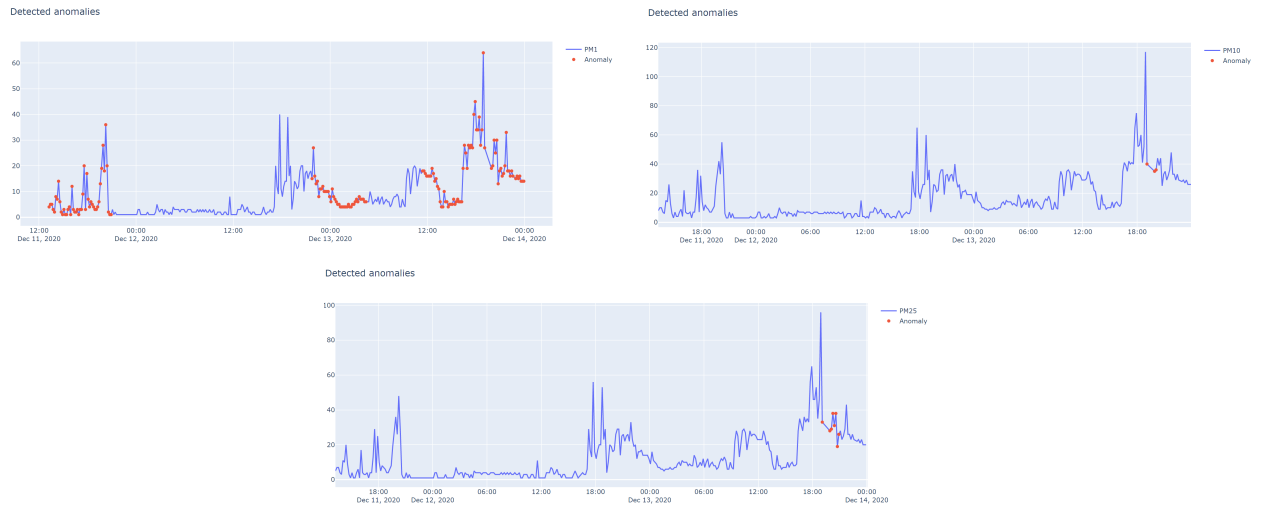 Detected anomalies
PM1
Anomaly
60
50
40
30
20
10
0
12:00
Dec 11, 2020
00:00
Dec 12, 2020
12:00
00:00
Dec 13, 2020
12:00
00:00
Dec 14, 2020
Detected anomalies
PM10
Anomaly
120
100
80
60
40
20
0
18:00
Dec 11, 2020
00:00
Dec 12, 2020
06:00
12:00
18:00
00:00
Dec 13, 2020
06:00
12:00
18:00
Detected anomalies
PM25
Anomaly
100
80
60
40
20
0
18:00
Dec 11, 2020
00:00
Dec 12, 2020
06:00
12:00
18:00
00:00
Dec 13, 2020
06:00
12:00
18:00
00:00
Dec 14, 2020